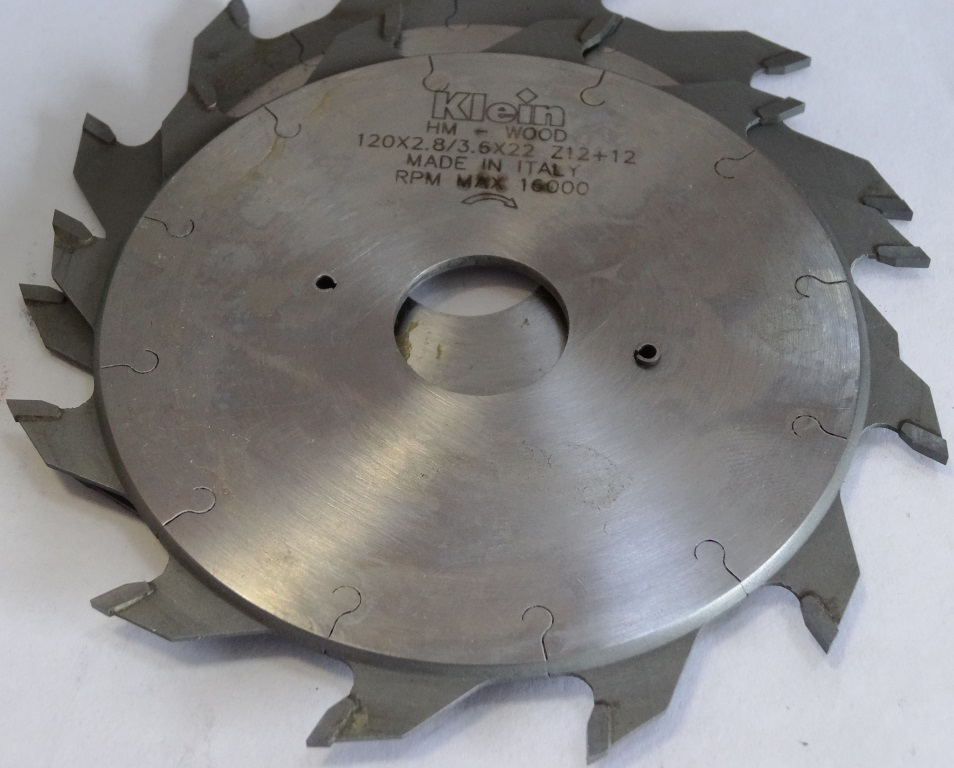 Klein
HM - WOOD
120X2.8/3.6X22 Z12+12
MADE IN ITALY
RPM MAX 16000